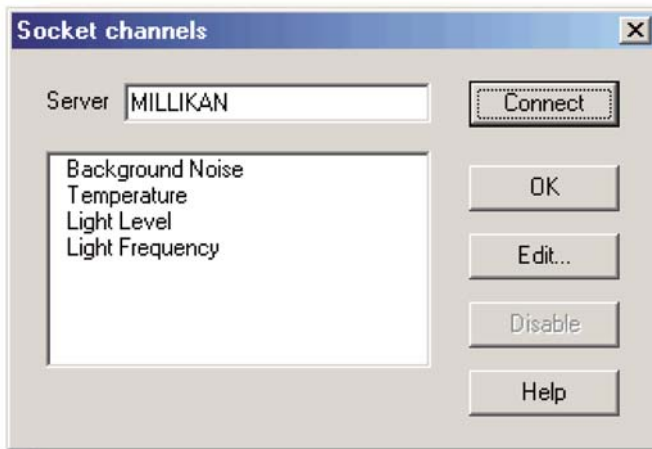 Socket channels
Server MILLIKAN
Connect
Background Noise
Temperature
Light Level
Light Frequency
OK
Edit...
Disable
Help